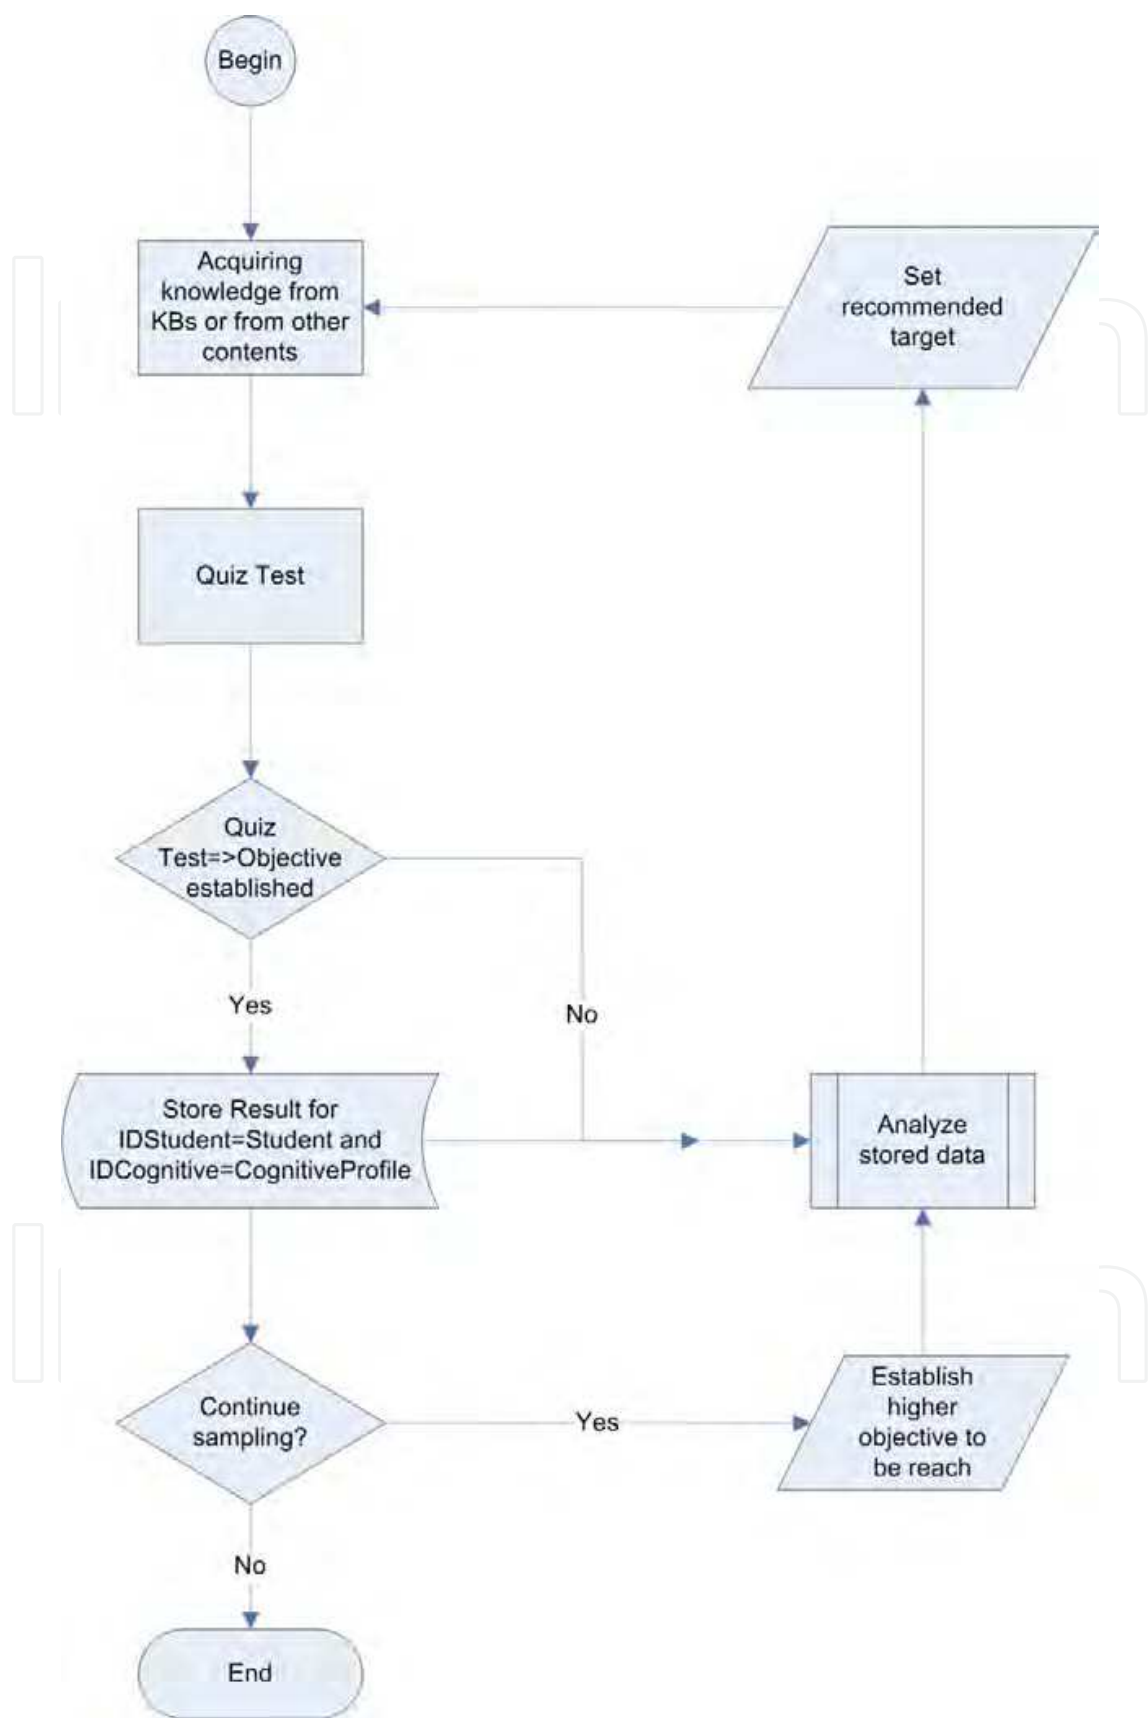 Begin
Acquiring
knowledge from
KBs or from other
contents
Set
recommended
target
Quiz Test
Quiz
Test=>Objective
established
Yes
No
Store Result for
IDStudent=Student and
IDCognitive=CognitiveProfile
Analyze
stored data
Continue
sampling?
Yes
Establish
higher
objective to
be reach
No
End